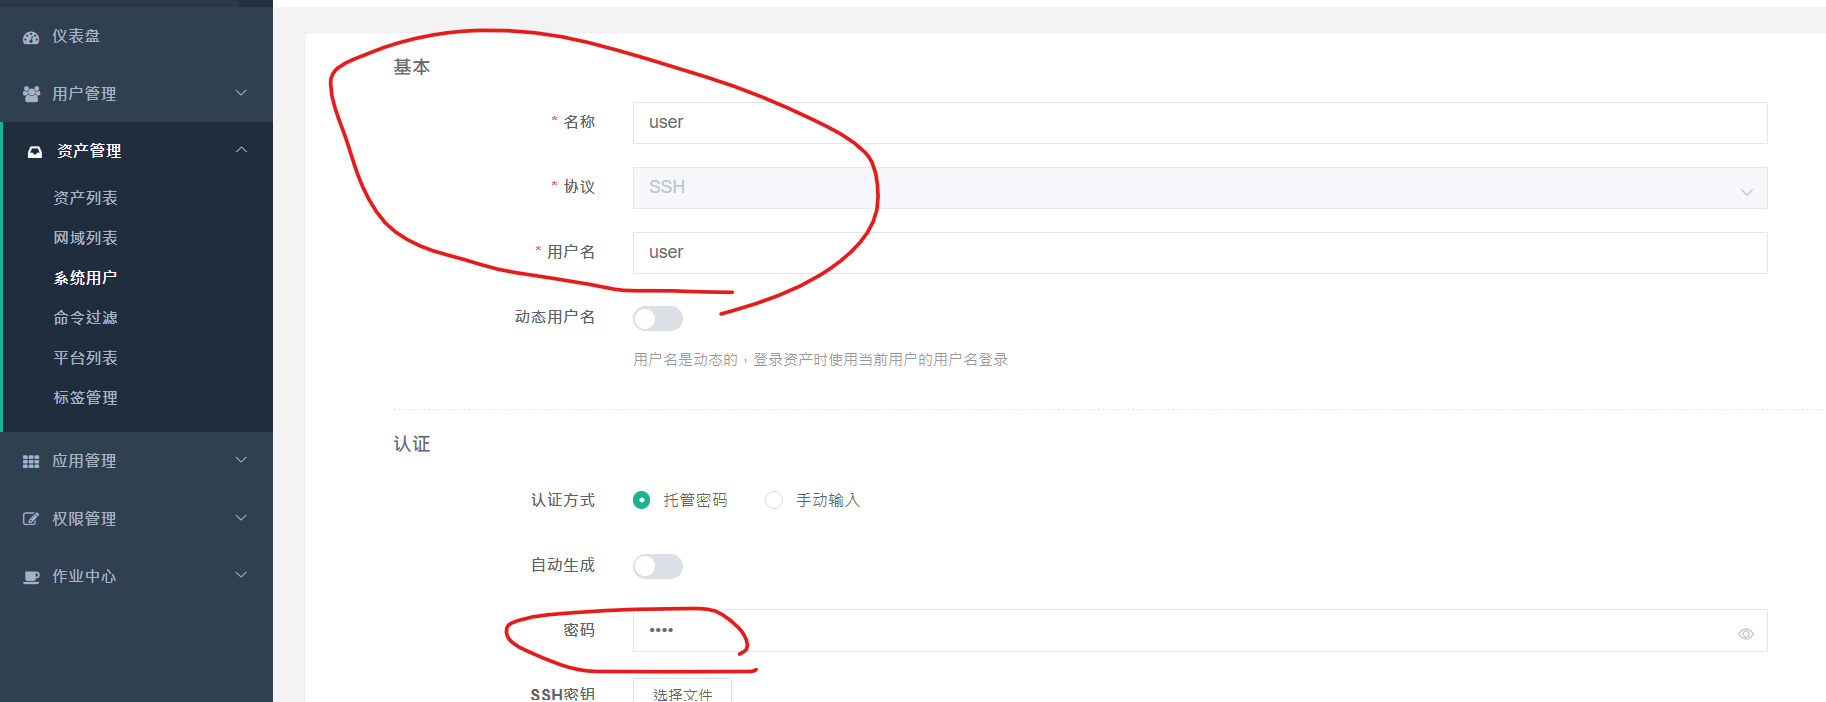 仪表盘
用户管理
资产管理
资产列表
网域列表
系统用户
命令过滤
平台列表
标签管理
应用管理
权限管理
作业中心
基本
* 名称 user
* 协议 SSH
* 用户名 user
动态用户名
用户名是动态的，登录资产时使用当前用户的用户名登录
认证
认证方式 托管密码 手动输入
自动生成
密码 ••••
SSH密钥 选择文件